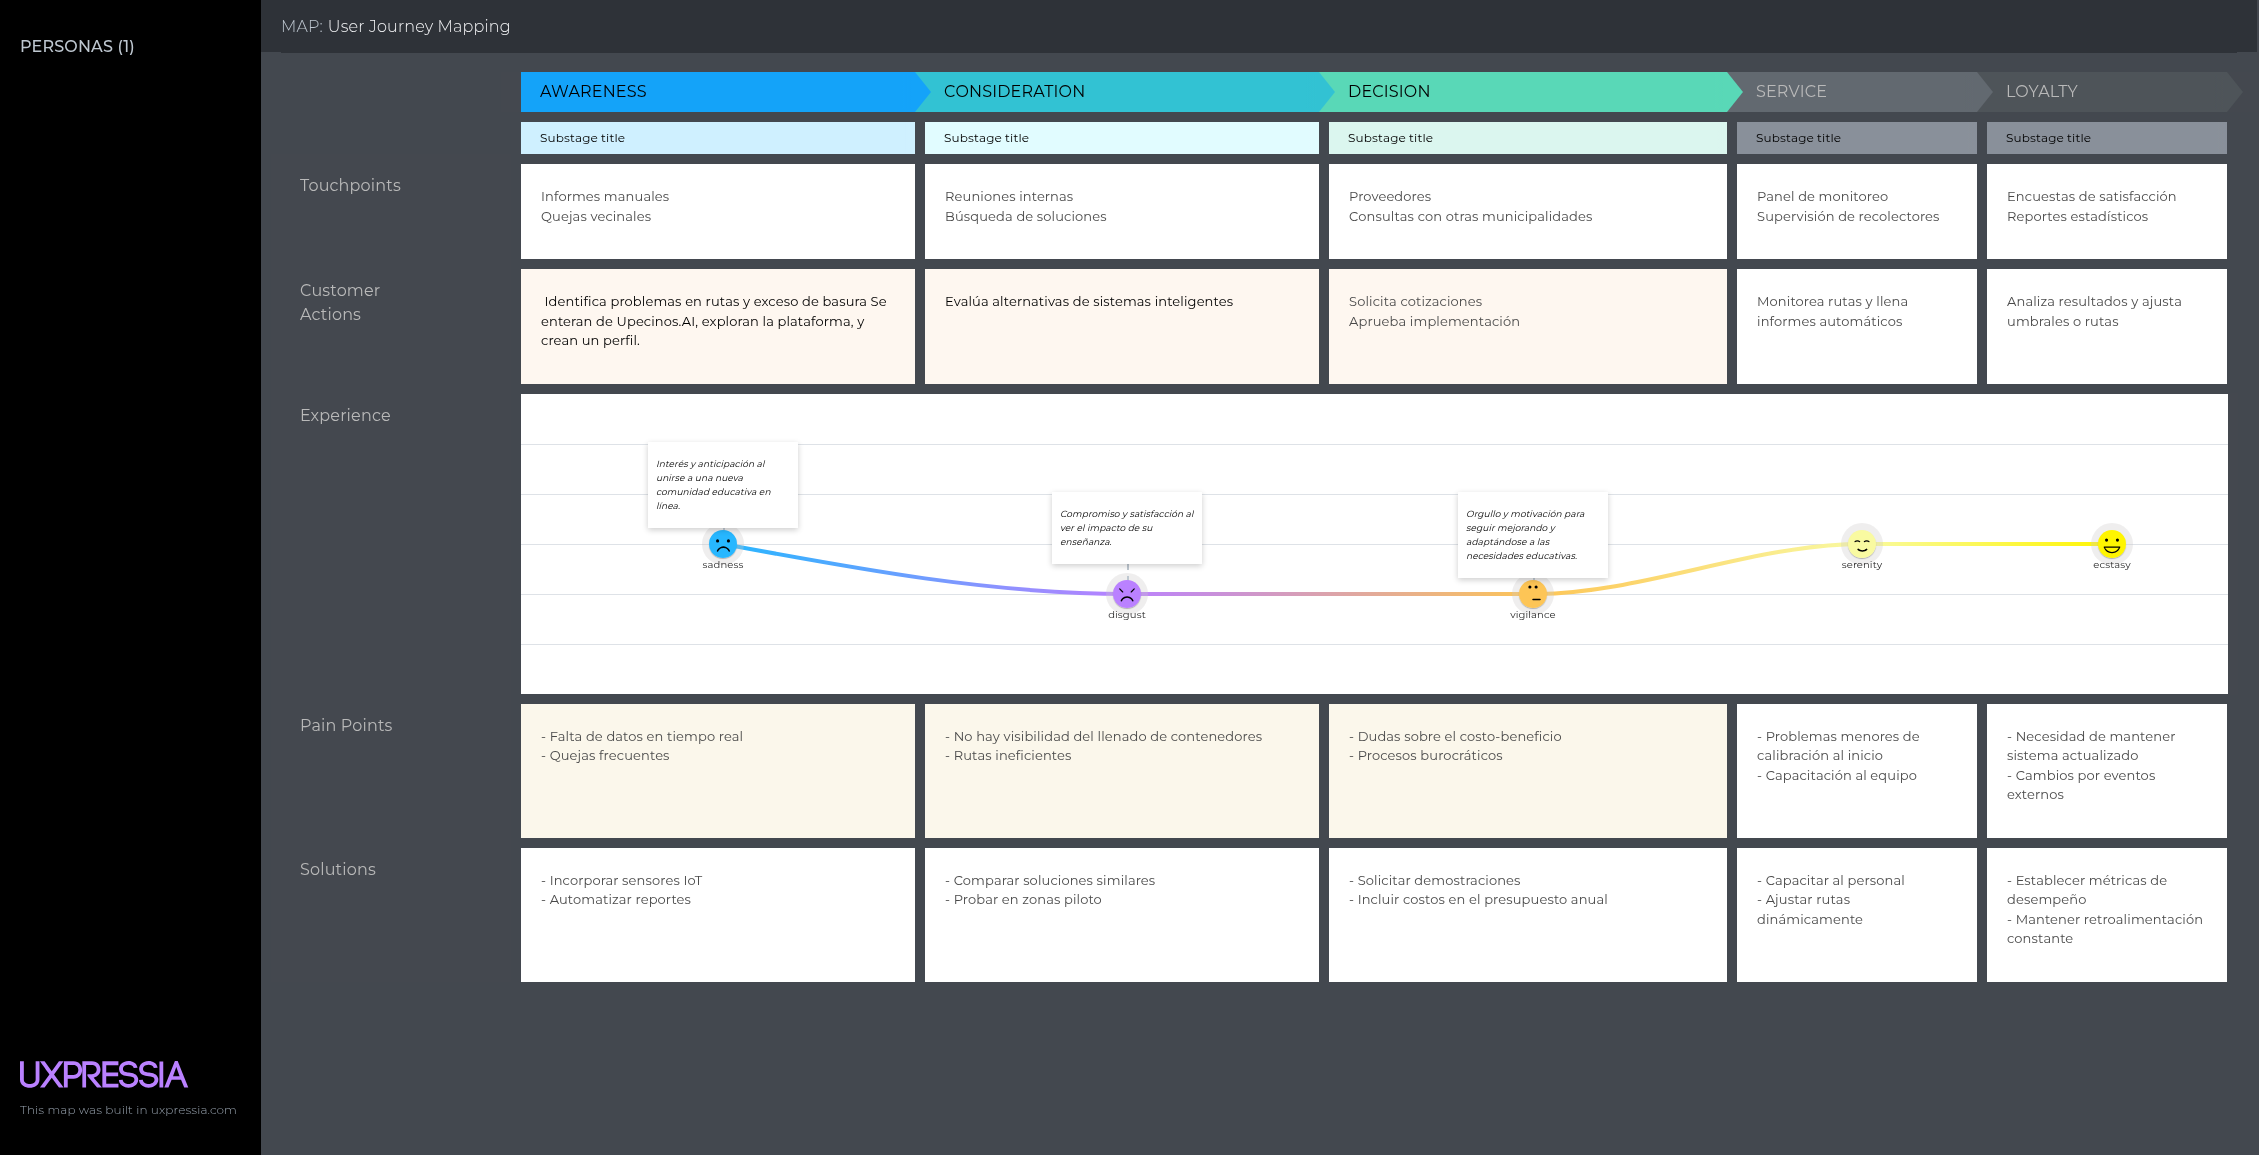 PERSONAS (1)
MAP: User Journey Mapping
AWARENESS
CONSIDERATION
DECISION
SERVICE
LOYALTY
Substage title
Substage title
Substage title
Substage title
Substage title
Touchpoints
Informes manuales
Quejas vecinales
Reuniones internas
Búsqueda de soluciones
Proveedores
Consultas con otras municipalidades
Panel de monitoreo
Supervisión de recolectores
Encuestas de satisfacción
Reportes estadísticos
Customer
Actions
Identifica problemas en rutas y exceso de basura Se
enteran de Upecinos.AI, exploran la plataforma, y
crean un perfil.
Evalúa alternativas de sistemas inteligentes
Solicita cotizaciones
Aprueba implementación
Monitorea rutas y llena
informes automáticos
Analiza resultados y ajusta
umbrales o rutas
Experience
Interés y anticipación al
unirse a una nueva
comunidad educativa en
línea.
sadness
Compromiso y satisfacción al
ver el impacto de su
enseñanza.
disgust
Orgullo y motivación para
seguir mejorando y
adaptándose a las
necesidades educativas.
vigilance
serenity
ecstasy
Pain Points
- Falta de datos en tiempo real
- Quejas frecuentes
- No hay visibilidad del llenado de contenedores
- Rutas ineficientes
- Dudas sobre el costo-beneficio
- Procesos burocráticos
- Problemas menores de
calibración al inicio
- Capacitación al equipo
- Necesidad de mantener
sistema actualizado
- Cambios por eventos
externos
Solutions
- Incorporar sensores IoT
- Automatizar reportes
- Comparar soluciones similares
- Probar en zonas piloto
- Solicitar demostraciones
- Incluir costos en el presupuesto anual
- Capacitar al personal
- Ajustar rutas
dinámicamente
- Establecer métricas de
desempeño
- Mantener retroalimentación
constante
UXPRESSIA
This map was built in uxpressia.com